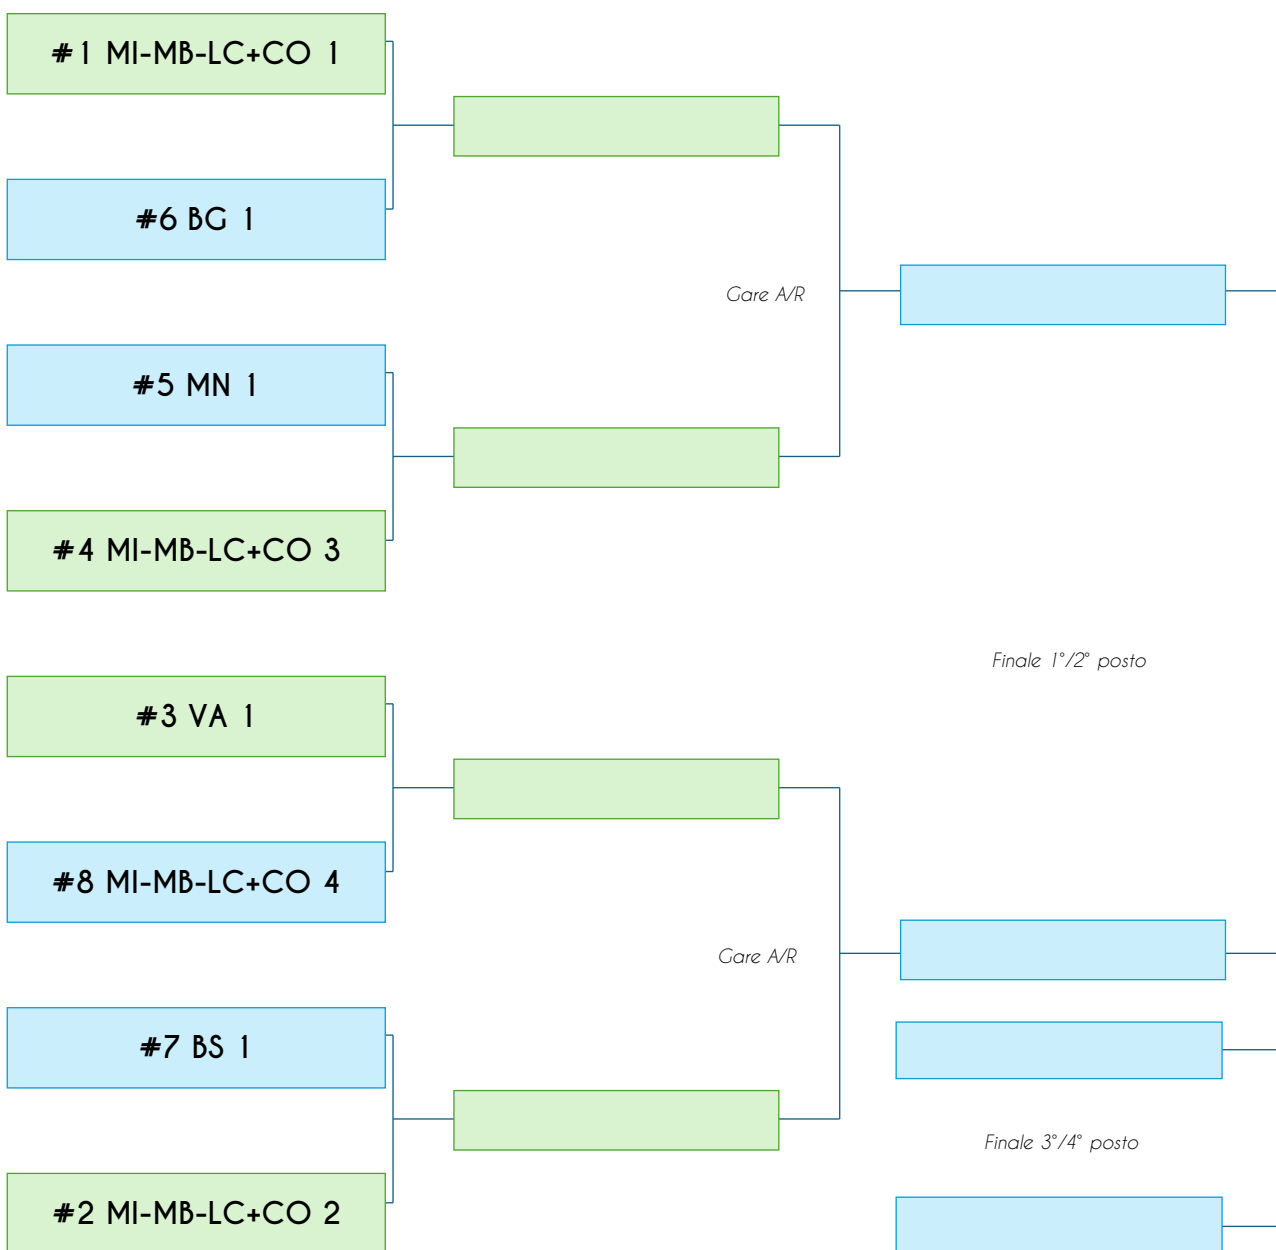 #1 MI-MB-LC+CO 1
#6 BG 1
Gare A/R
#5 MN 1
#4 MI-MB-LC+CO 3
Finale 1°/2° posto
#3 VA 1
#8 MI-MB-LC+CO 4
Gare A/R
#7 BS 1
Finale 3°/4° posto
#2 MI-MB-LC+CO 2